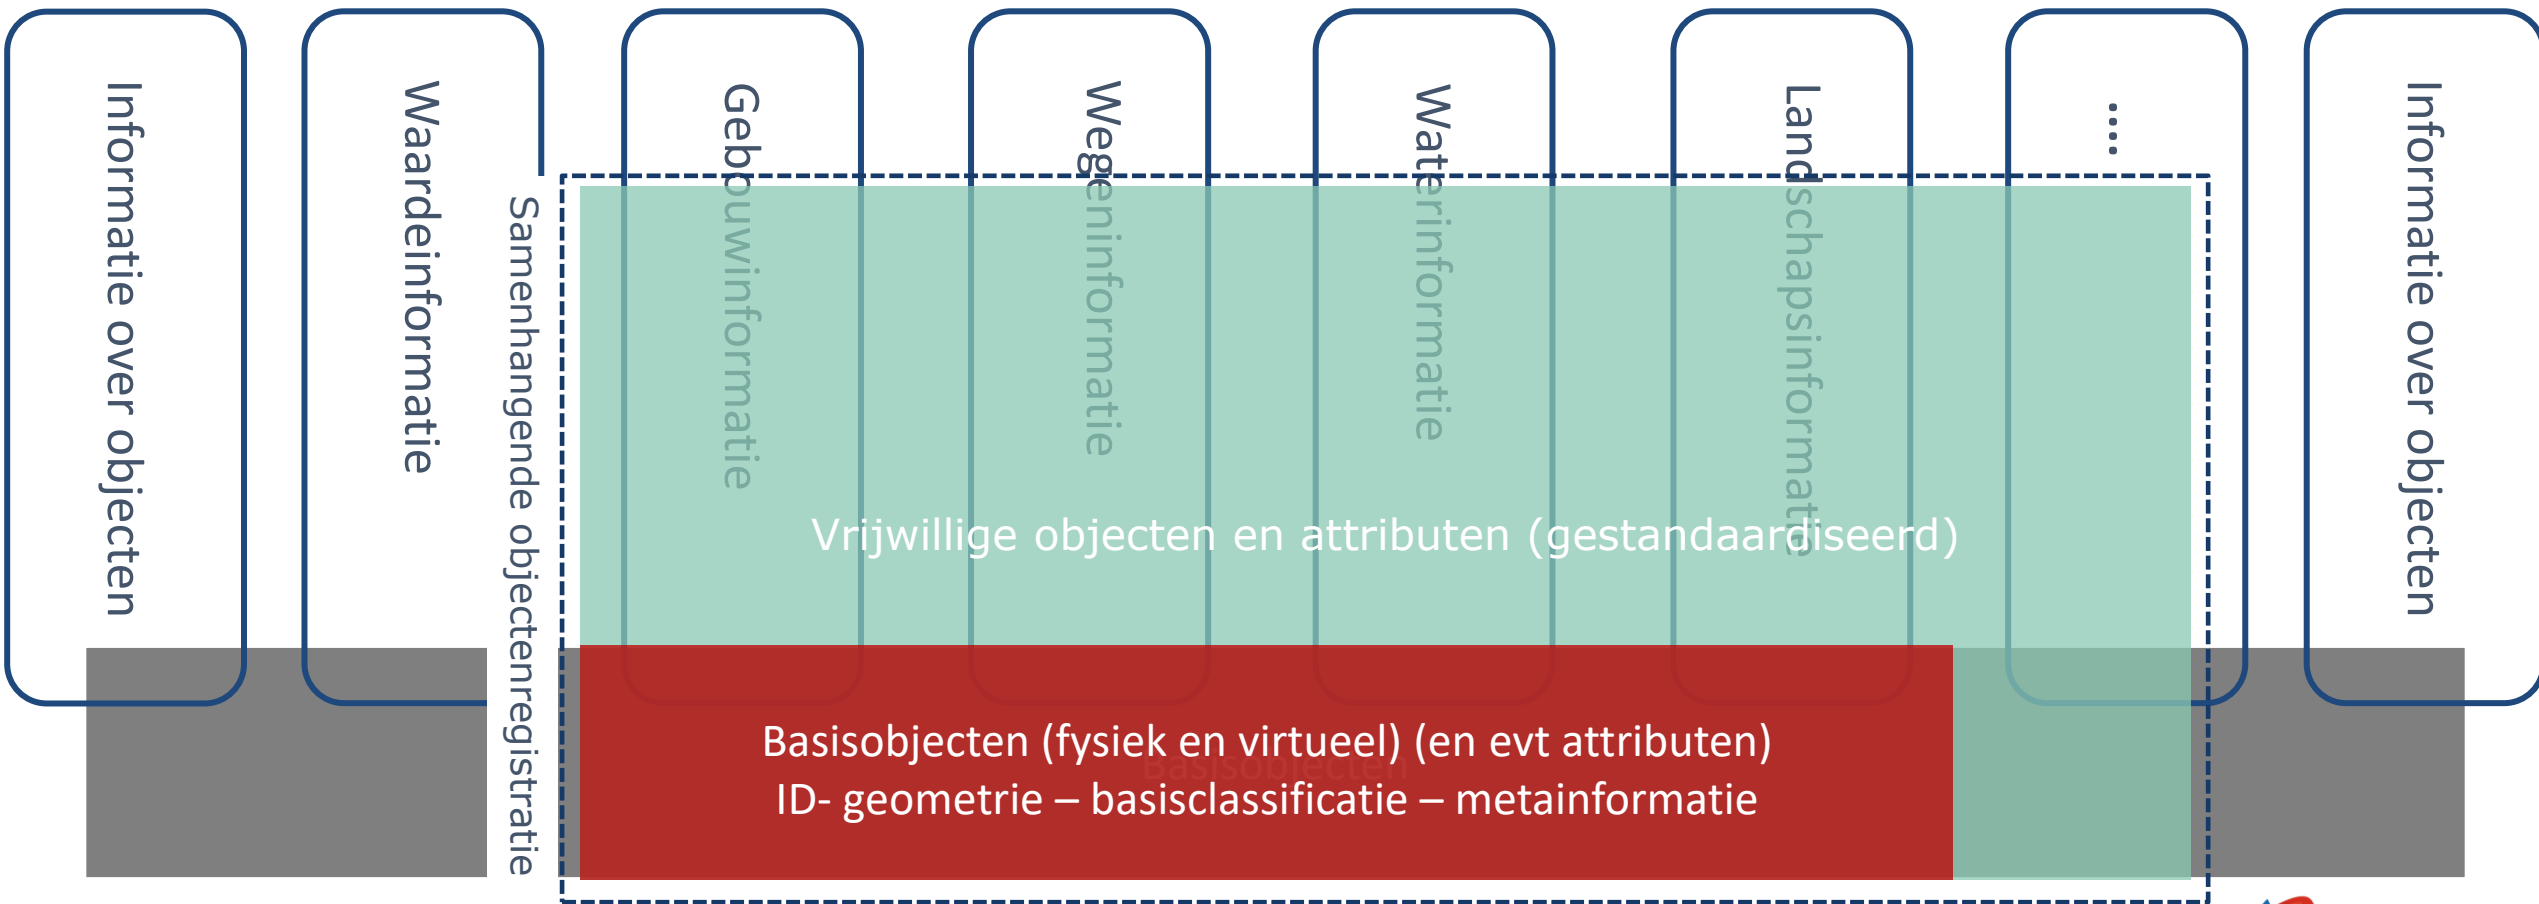 Informatie over objecten
Waardeinformatie
Samenhangende objectenregistratie
Gebouwinformatie
Wegeninformatie
Waterinformatie
Landschapsinformatie
....
Informatie over objecten
Vrijwillige objecten en attributen (gestandaardiseerd)
Basisobjecten (fysiek en virtueel) (en evt attributen)
Basisobjecten
ID- geometrie – basisclassificatie – metainformatie